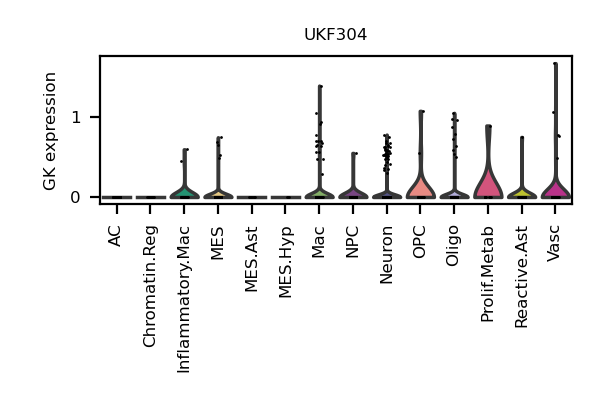 UKF304
GK expression
1
0
AC
Chromatin.Reg
Inflammatory.Mac
MES
MES.Ast
MES.Hyp
Mac
NPC
Neuron
OPC
Oligo
Prolif.Metab
Reactive.Ast
Vasc